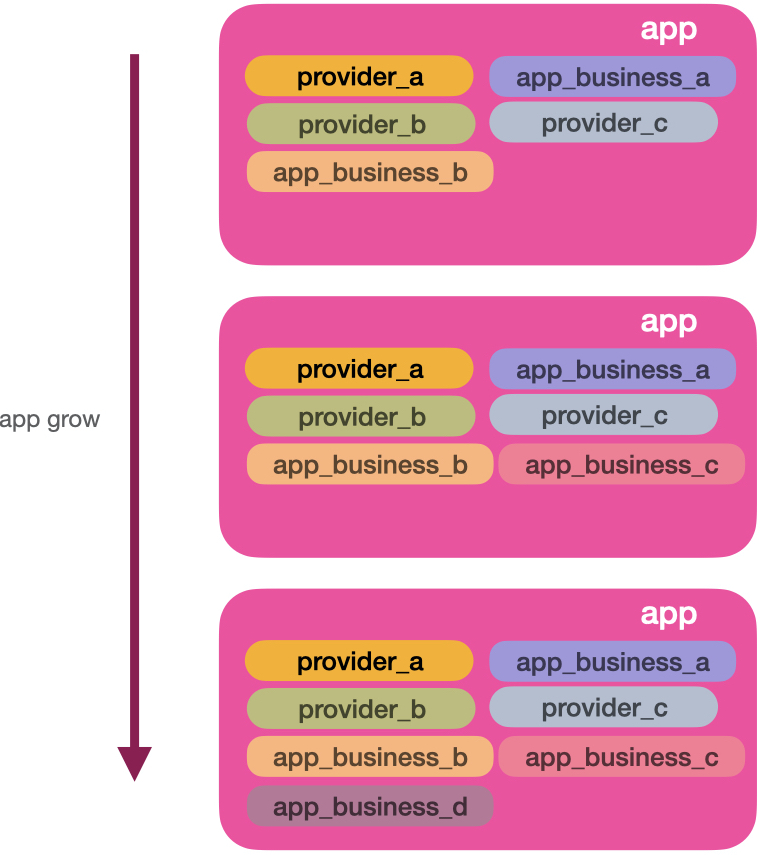 app
provider_a app_business_a
provider_b provider_c
app_business_b
app
provider_a app_business_a
app grow
provider_b provider_c
app_business_b app_business_c
app
provider_a app_business_a
provider_b provider_c
app_business_b app_business_c
app_business_d